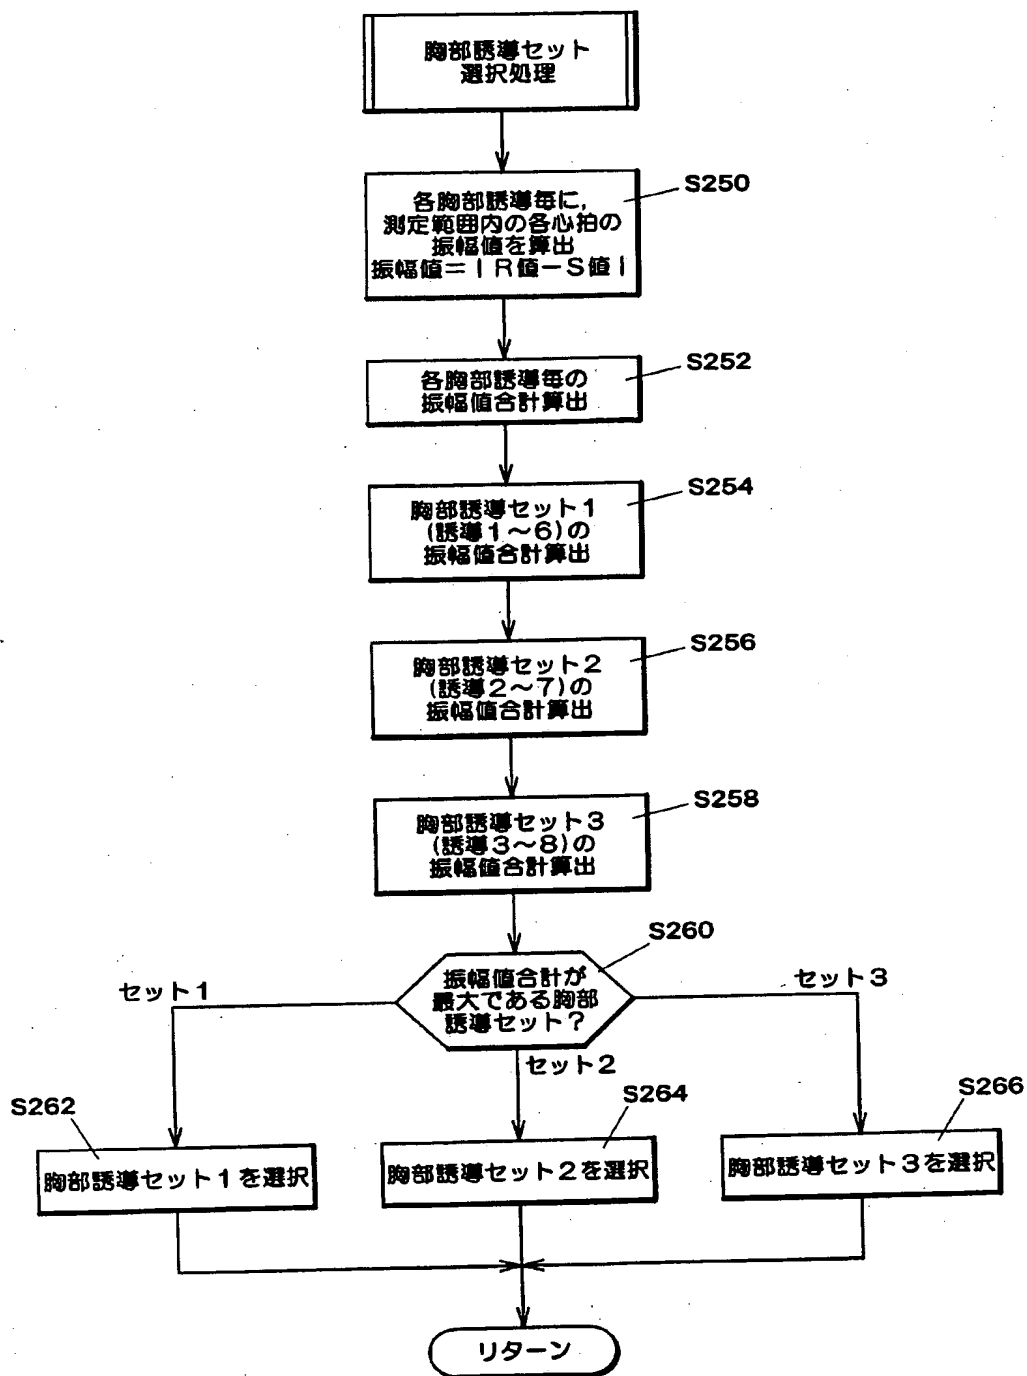 胸部誘導セット
選択処理
S250
各胸部誘導毎に,
測定範囲内の各心拍の
振幅値を算出
振幅値=|R値−S値|
S252
各胸部誘導毎の
振幅値合計算出
S254
胸部誘導セット1
(誘導1〜6)の
振幅値合計算出
S256
胸部誘導セット2
(誘導2〜7)の
振幅値合計算出
S258
胸部誘導セット3
(誘導3〜8)の
振幅値合計算出
S260
振幅値合計が
最大である胸部
誘導セット?
セット1
セット3
セット2
S262
胸部誘導セット1を選択
S264
胸部誘導セット2を選択
S266
胸部誘導セット3を選択
リターン